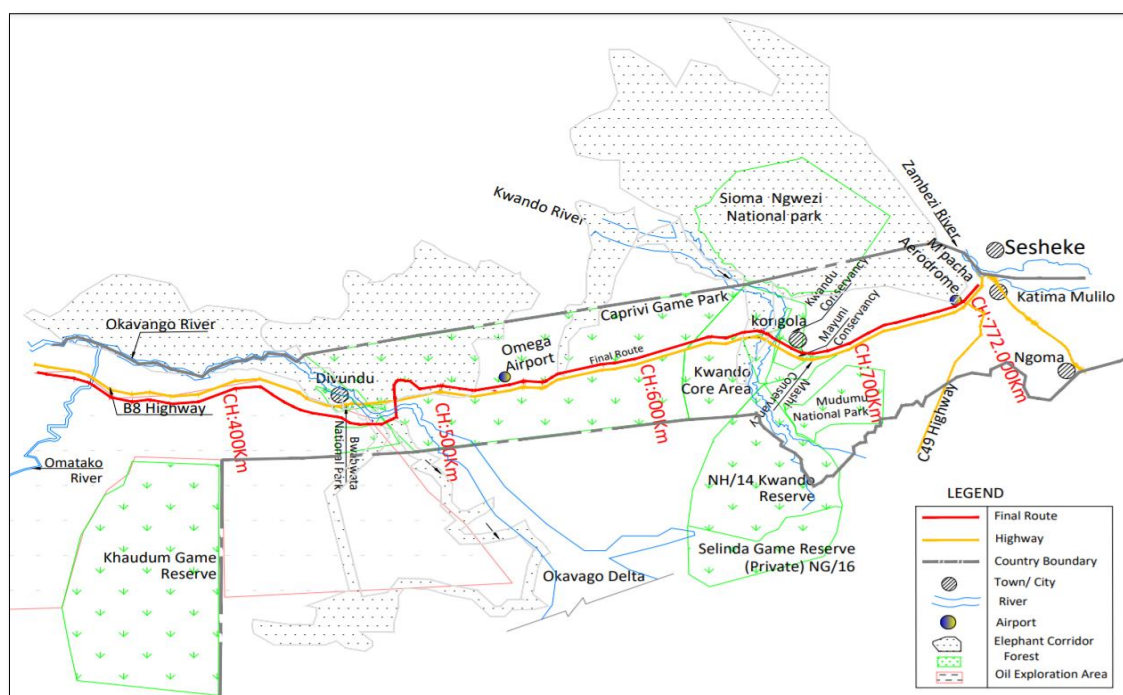 Zambezi River
Sioma Ngwezi
National park
Kwando River
Sesheke
M'pacha
Aerodrome
Katima Mulilo
Kwandu
Conservancy
Caprivi Game Park
korigola
Mayuni
Conservancy
Okavango River
Omega
Airport
Final Route
CH:772.000Km
Ngoma
Divundu
Kwando
Core Area
Mashi
Conservancy
CH:700Km
Mudumu
National Park
B8 Highway
CH:400Km
Bwabwata
National Park
CH:500Km
CH:600Km
C49 Highway
Omatako
River
NH/14 Kwando
Reserve
Khaudum Game
Reserve
Okavago Delta
Selinda Game Reserve
(Private) NG/16
LEGEND
Final Route
Highway
Country Boundary
Town/ City
River
Airport
Elephant Corridor
Forest
Oil Exploration Area